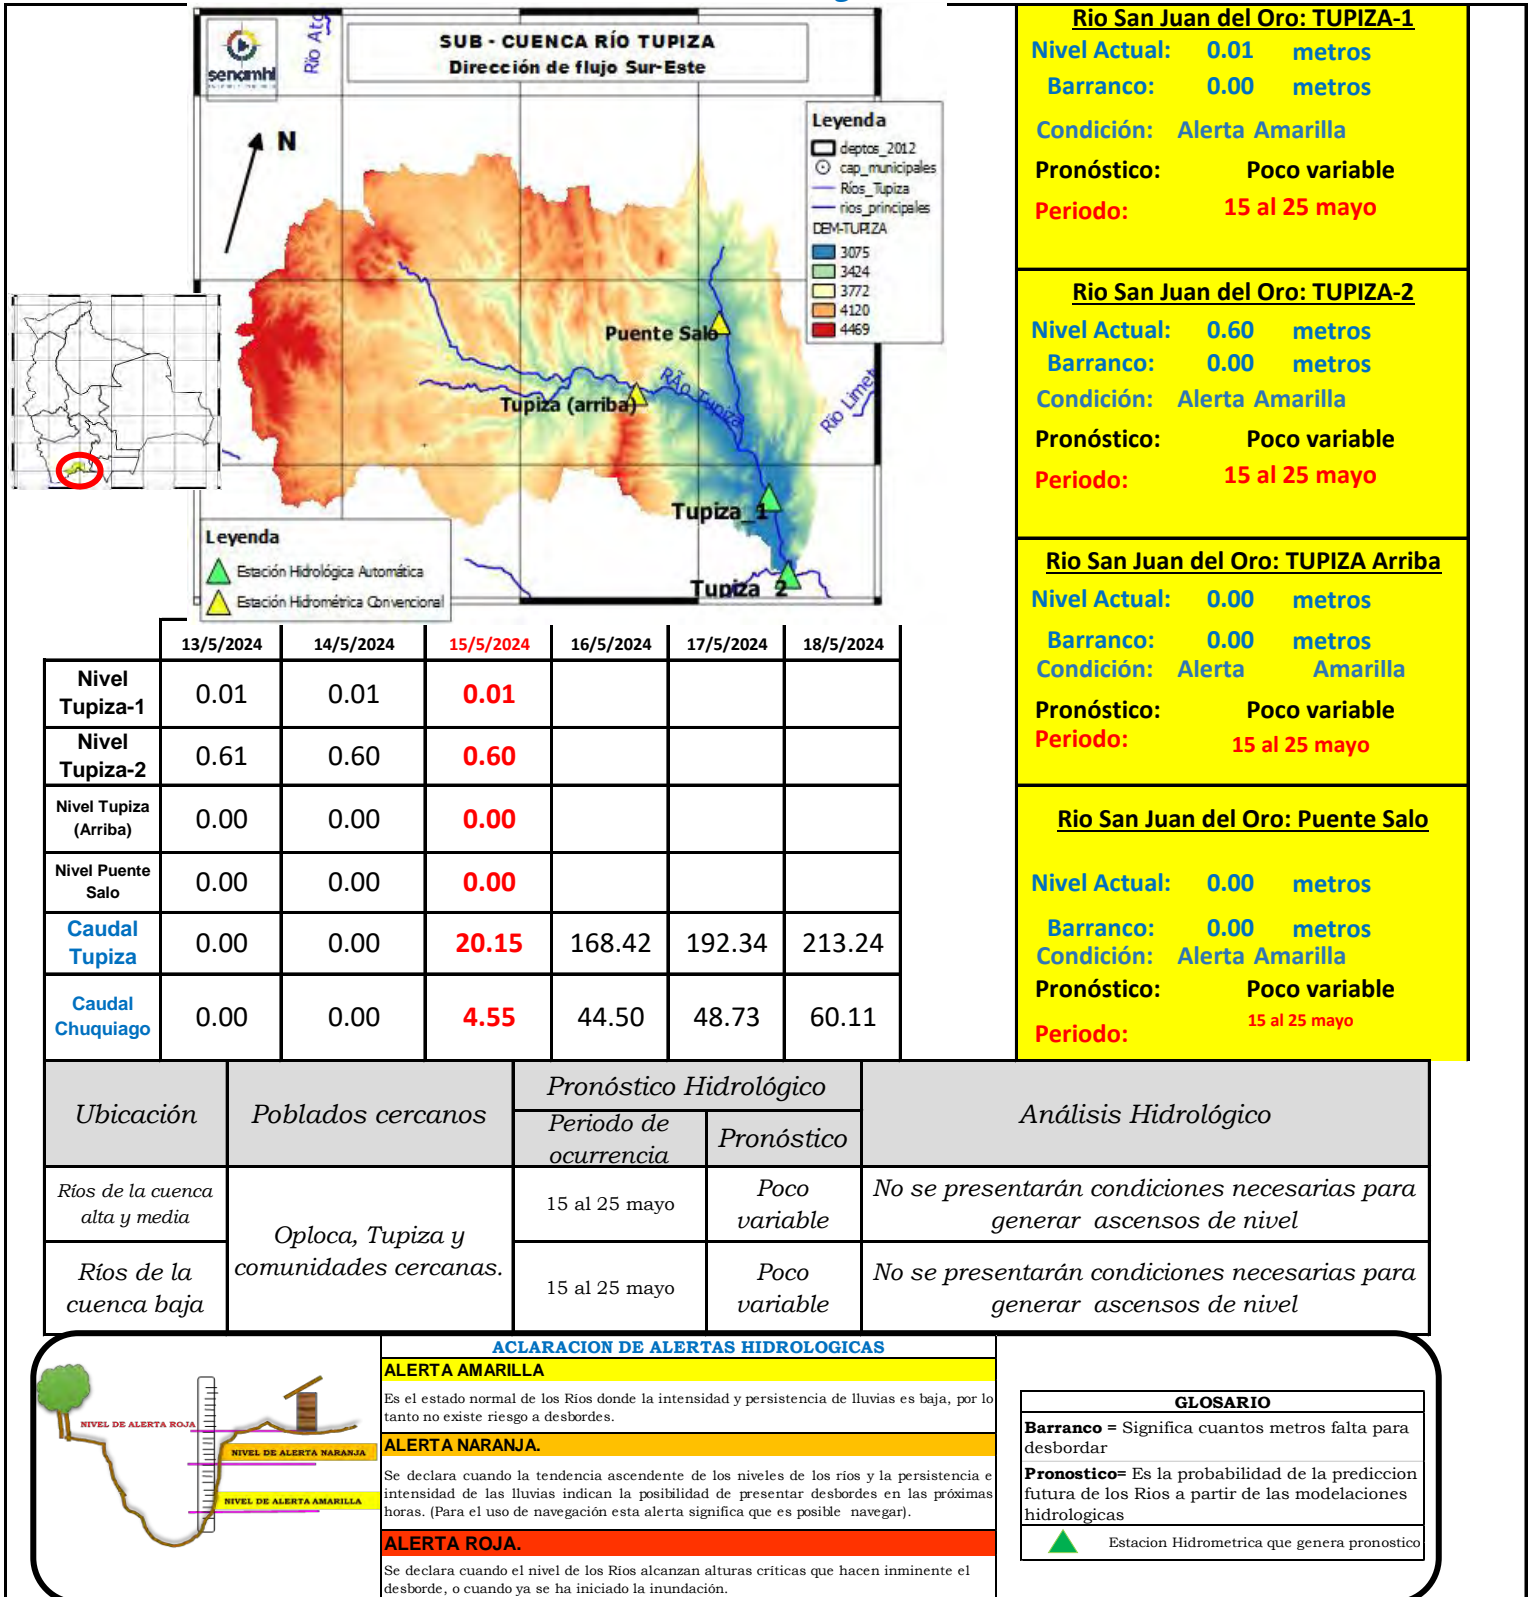 senamhi
Río Ato
SUB - CUENCA RÍO TUPIZA
Dirección de flujo Sur-Este
N
Leyenda
deptos_2012
cap_municipales
Ríos_Tupiza
rios_principales
DEM-TUPIZA
3075
3424
3772
4120
4469
Puente Salo
RÃ­o Tupiza
Tupiza (arriba)
Río Limet
Tupiza_1
Tupiza_2
Leyenda
Estación Hidrológica Automática
Estación Hidrométrica Convencional
Rio San Juan del Oro: TUPIZA-1
Nivel Actual: 0.01 metros
Barranco: 0.00 metros
Condición: Alerta Amarilla
Pronóstico: Poco variable
Periodo: 15 al 25 mayo
Rio San Juan del Oro: TUPIZA-2
Nivel Actual: 0.60 metros
Barranco: 0.00 metros
Condición: Alerta Amarilla
Pronóstico: Poco variable
Periodo: 15 al 25 mayo
Rio San Juan del Oro: TUPIZA Arriba
Nivel Actual: 0.00 metros
Barranco: 0.00 metros
Condición: Alerta Amarilla
Pronóstico: Poco variable
Periodo: 15 al 25 mayo
Rio San Juan del Oro: Puente Salo
Nivel Actual: 0.00 metros
Barranco: 0.00 metros
Condición: Alerta Amarilla
Pronóstico: Poco variable
Periodo: 15 al 25 mayo
13/5/2024 14/5/2024 15/5/2024 16/5/2024 17/5/2024 18/5/2024
Nivel
Tupiza-1 0.01 0.01 0.01
Nivel
Tupiza-2 0.61 0.60 0.60
Nivel Tupiza
(Arriba) 0.00 0.00 0.00
Nivel Puente
Salo 0.00 0.00 0.00
Caudal
Tupiza 0.00 0.00 20.15 168.42 192.34 213.24
Caudal
Chuquiago 0.00 0.00 4.55 44.50 48.73 60.11
Ubicación Poblados cercanos Pronóstico Hidrológico Análisis Hidrológico
Periodo de
ocurrencia Pronóstico
Ríos de la cuenca
alta y media
Oploca, Tupiza y
comunidades cercanas.
15 al 25 mayo
Poco
variable
No se presentarán condiciones necesarias para
generar ascensos de nivel
Ríos de la
cuenca baja
15 al 25 mayo
Poco
variable
No se presentarán condiciones necesarias para
generar ascensos de nivel
NIVEL DE ALERTA ROJA
NIVEL DE ALERTA NARANJA
NIVEL DE ALERTA AMARILLA
ACLARACION DE ALERTAS HIDROLOGICAS
ALERTA AMARILLA
Es el estado normal de los Ríos donde la intensidad y persistencia de lluvias es baja, por lo
tanto no existe riesgo a desbordes.
ALERTA NARANJA.
Se declara cuando la tendencia ascendente de los niveles de los ríos y la persistencia e
intensidad de las lluvias indican la posibilidad de presentar desbordes en las próximas
horas. (Para el uso de navegación esta alerta significa que es posible navegar).
ALERTA ROJA.
Se declara cuando el nivel de los Ríos alcanzan alturas críticas que hacen inminente el
desborde, o cuando ya se ha iniciado la inundación.
GLOSARIO
Barranco = Significa cuantos metros falta para
desbordar
Pronostico= Es la probabilidad de la prediccion
futura de los Rios a partir de las modelaciones
hidrologicas
Estacion Hidrometrica que genera pronostico